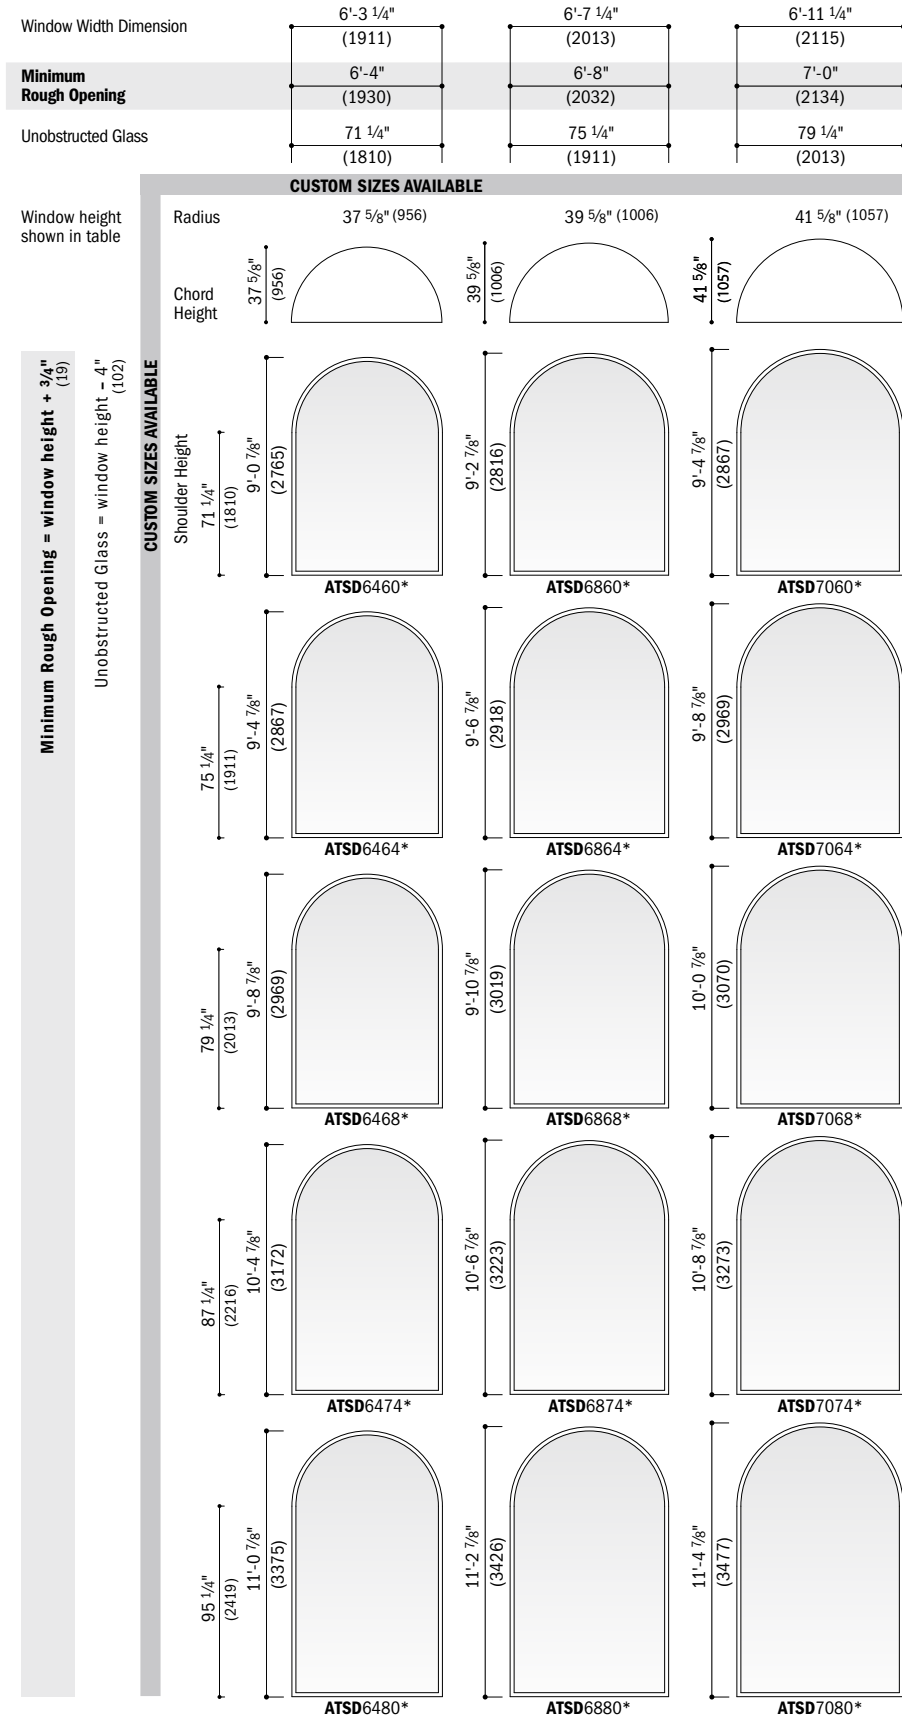 Window Width Dimension
6'-3 1/4"
(1911)
6'-7 1/4"
(2013)
6'-11 1/4"
(2115)
Minimum
Rough Opening
6'-4"
(1930)
6'-8"
(2032)
7'-0"
(2134)
Unobstructed Glass
71 1/4"
(1810)
75 1/4"
(1911)
79 1/4"
(2013)
CUSTOM SIZES AVAILABLE
Window height
shown in table
Radius
37 5/8" (956)
39 5/8" (1006)
41 5/8" (1057)
Chord
Height
37 5/8"
(956)
39 5/8"
(1006)
41 5/8"
(1057)
Minimum Rough Opening = window height + 3/4"
(19)
Unobstructed Glass = window height – 4"
(102)
CUSTOM SIZES AVAILABLE
Shoulder Height
71 1/4"
(1810)
9'-0 7/8"
(2765)
9'-2 7/8"
(2816)
9'-4 7/8"
(2867)
ATSD6460*
ATSD6860*
ATSD7060*
75 1/4"
(1911)
9'-4 7/8"
(2867)
9'-6 7/8"
(2918)
9'-8 7/8"
(2969)
ATSD6464*
ATSD6864*
ATSD7064*
79 1/4"
(2013)
9'-8 7/8"
(2969)
9'-10 7/8"
(3019)
10'-0 7/8"
(3070)
ATSD6468*
ATSD6868*
ATSD7068*
87 1/4"
(2216)
10'-4 7/8"
(3172)
10'-6 7/8"
(3223)
10'-8 7/8"
(3273)
ATSD6474*
ATSD6874*
ATSD7074*
95 1/4"
(2419)
11'-0 7/8"
(3375)
11'-2 7/8"
(3426)
11'-4 7/8"
(3477)
ATSD6480*
ATSD6880*
ATSD7080*